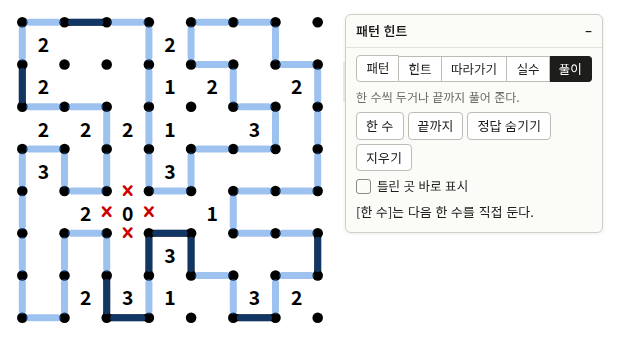 2 2
2 1 2 2
2 2 2 1 3
3 3
2 0 1
3
2 3 1 3 2
패턴 힌트 −
패턴 힌트 따라가기 실수 풀이
한 수씩 두거나 끝까지 풀어 준다.
한 수 끝까지 정답 숨기기
지우기
틀린 곳 바로 표시
[한 수]는 다음 한 수를 직접 둔다.